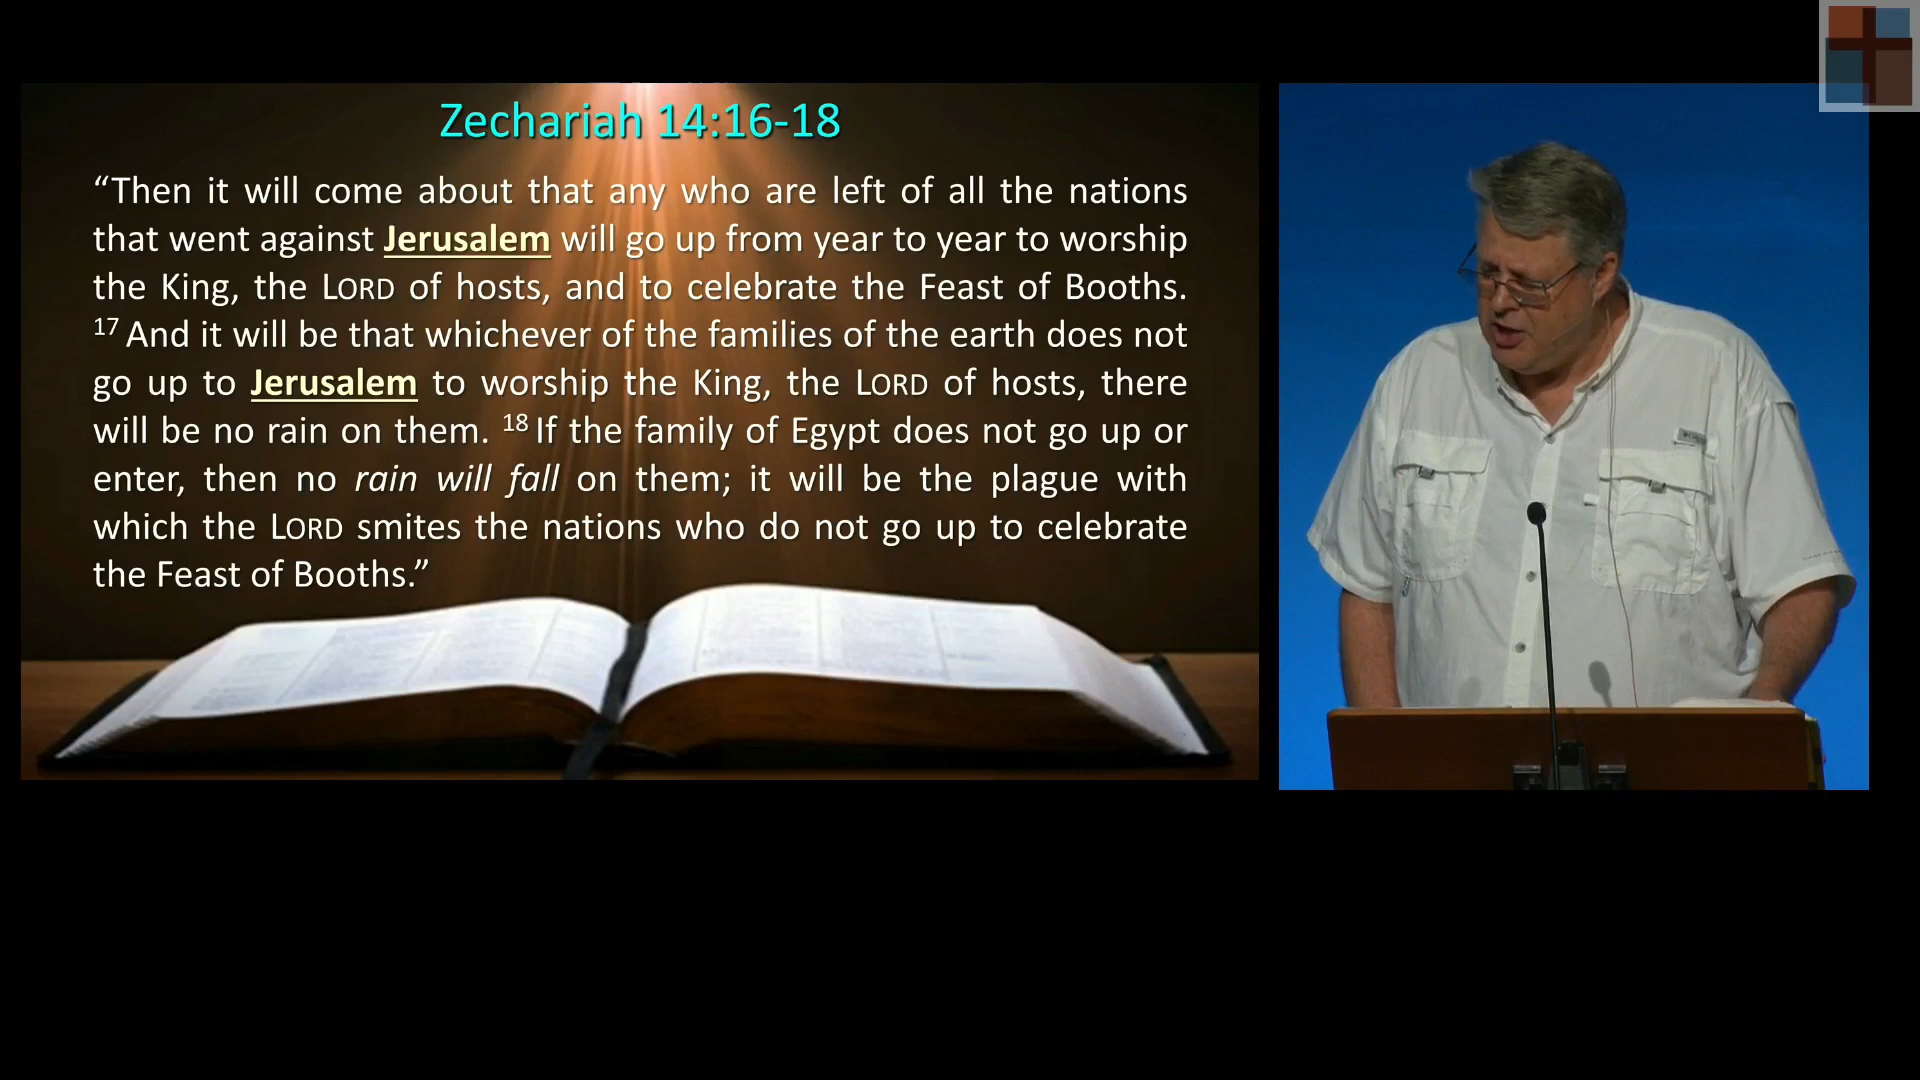 Zechariah 14:16-18
“Then it will come about that any who are left of all the nations
that went against Jerusalem will go up from year to year to worship
the King, the LORD of hosts, and to celebrate the Feast of Booths.
17 And it will be that whichever of the families of the earth does not
go up to Jerusalem to worship the King, the LORD of hosts, there
will be no rain on them. 18 If the family of Egypt does not go up or
enter, then no rain will fall on them; it will be the plague with
which the LORD smites the nations who do not go up to celebrate
the Feast of Booths.”